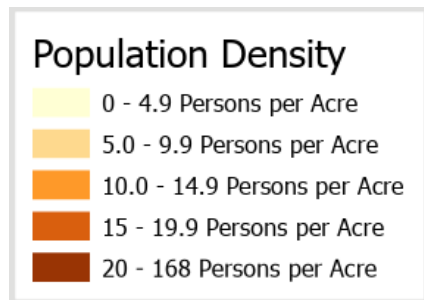 Population Density
0 - 4.9 Persons per Acre
5.0 - 9.9 Persons per Acre
10.0 - 14.9 Persons per Acre
15 - 19.9 Persons per Acre
20 - 168 Persons per Acre